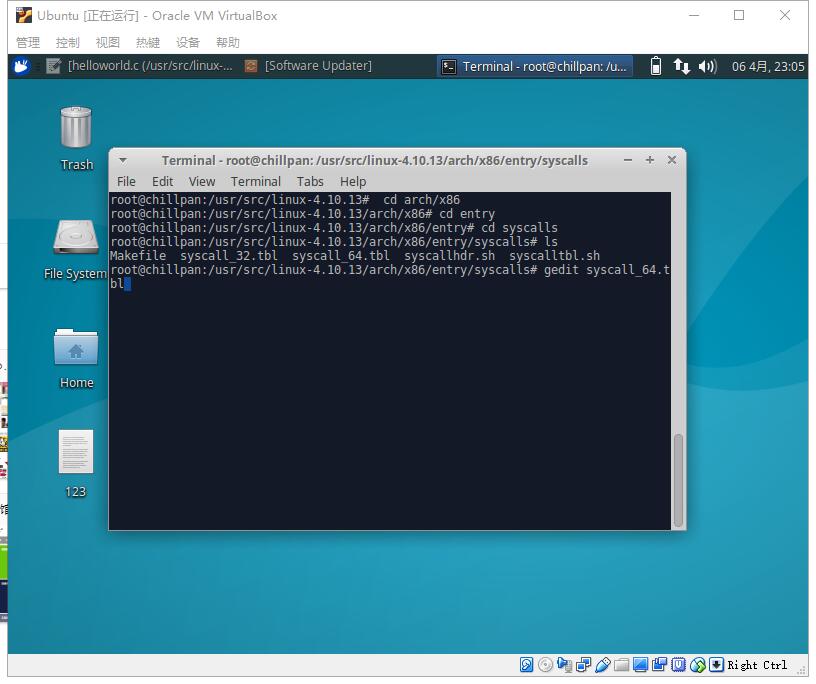 Ubuntu [正在运行] - Oracle VM VirtualBox
管理 控制 视图 热键 设备 帮助
[helloworld.c (/usr/src/linux-... [Software Updater] Terminal - root@chillpan: /u... 06 4月, 23:05
Trash
File System
Home
123
Terminal - root@chillpan: /usr/src/linux-4.10.13/arch/x86/entry/syscalls
File Edit View Terminal Tabs Help
root@chillpan:/usr/src/linux-4.10.13#  cd arch/x86
root@chillpan:/usr/src/linux-4.10.13/arch/x86# cd entry
root@chillpan:/usr/src/linux-4.10.13/arch/x86/entry# cd syscalls
root@chillpan:/usr/src/linux-4.10.13/arch/x86/entry/syscalls# ls
Makefile  syscall_32.tbl  syscall_64.tbl  syscallhdr.sh  syscalltbl.sh
root@chillpan:/usr/src/linux-4.10.13/arch/x86/entry/syscalls# gedit syscall_64.t
bl
Right Ctrl